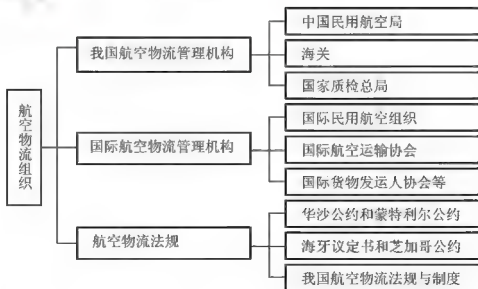 航空物流组织
我国航空物流管理机构
中国民用航空局
海关
国家质检总局
国际航空物流管理机构
国际民用航空组织
国际航空运输协会
国际货物发运人协会等
航空物流法规
华沙公约和蒙特利尔公约
海牙议定书和芝加哥公约
我国航空物流法规与制度